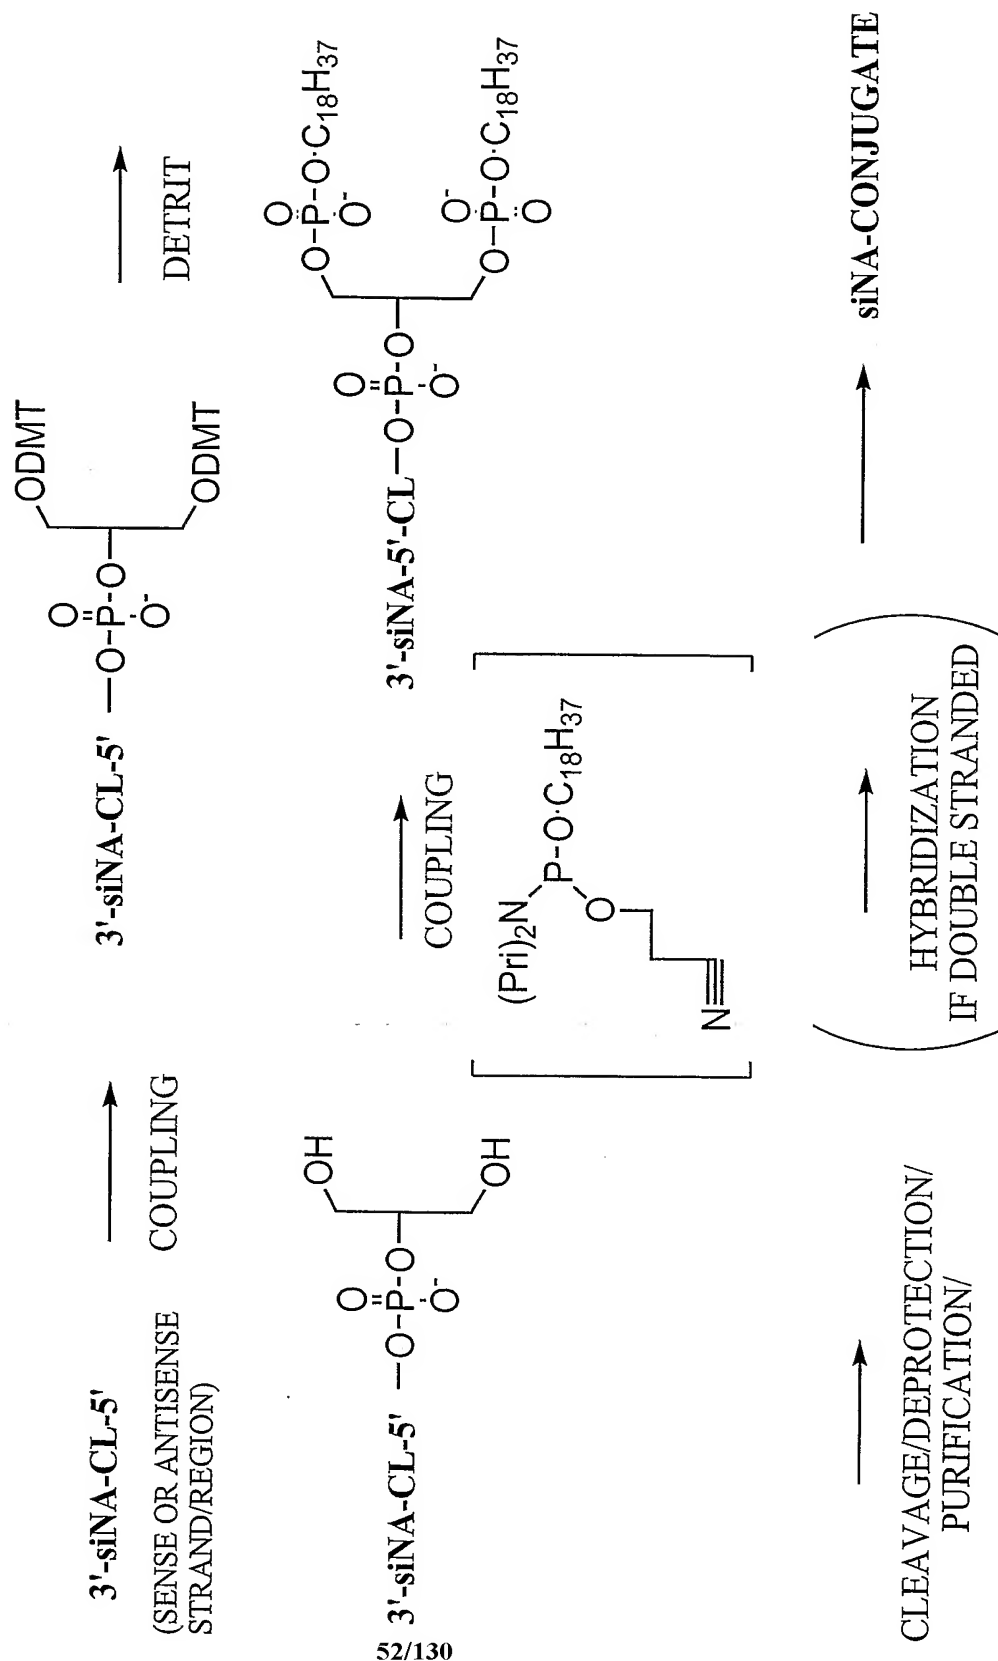 3'-siNA-CL-5'
(SENSE OR ANTISENSE
STRAND/REGION)
COUPLING
3'-siNA-CL-5'
O
O-P-O
O-
ODMT
ODMT
DETRIT
3'-siNA-CL-5'
O
O-P-O
O-
OH
OH
COUPLING
(Pri)2N
P-O·C18H37
O
N
3'-siNA-5'-CL
O
O-P-O
O-
O
O-P-O·C18H37
O-
O-
O-P-O·C18H37
O
CLEAVAGE/DEPROTECTION/
PURIFICATION/
HYBRIDIZATION
IF DOUBLE STRANDED
siNA-CONJUGATE
52/130